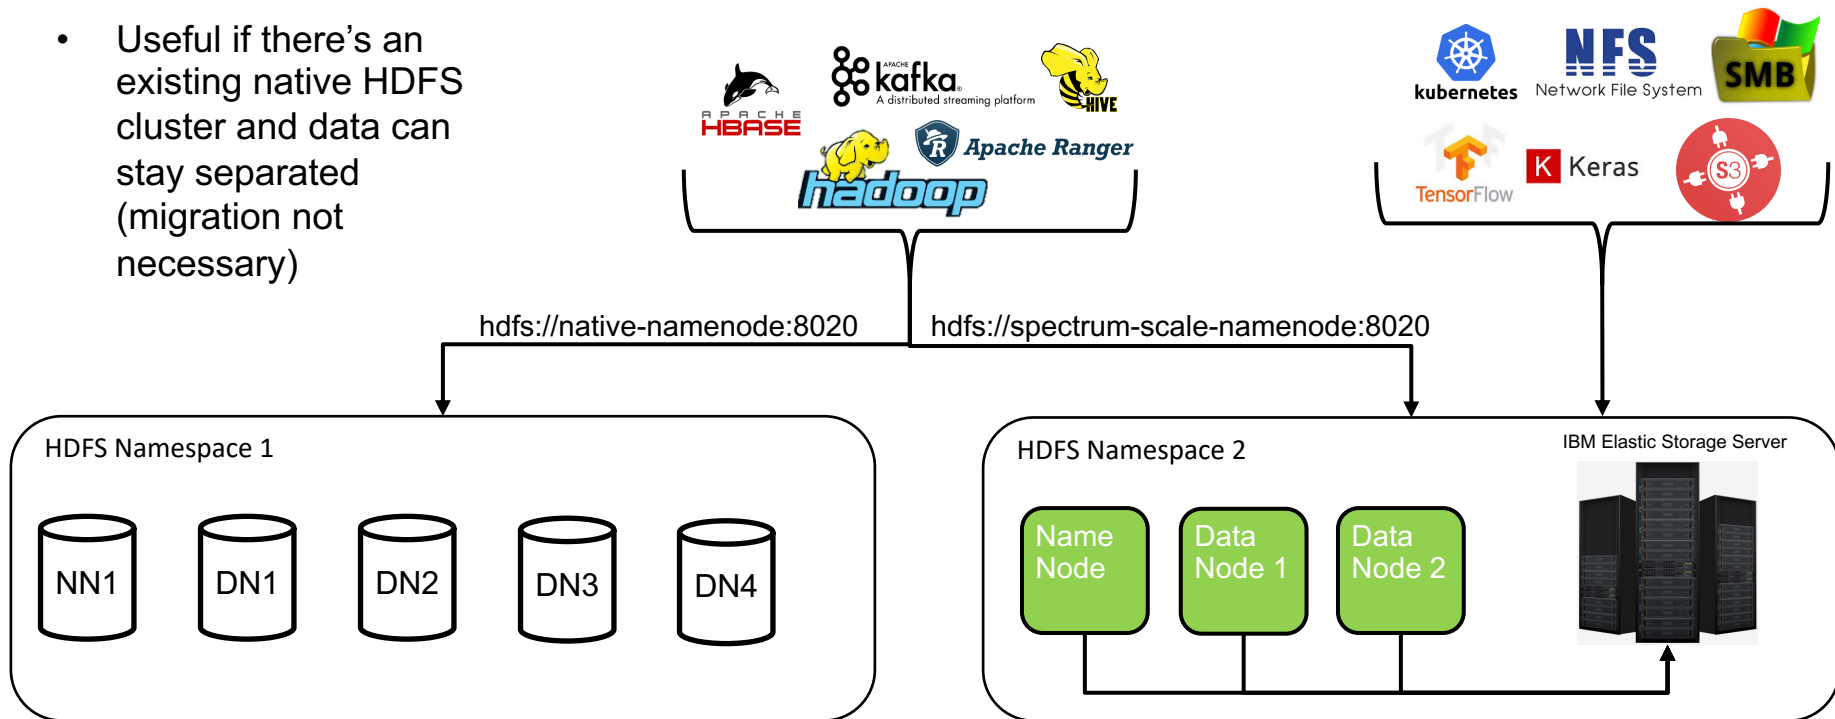 • Useful if there’s an
existing native HDFS
cluster and data can
stay separated
(migration not
necessary)
APACHE
HBASE
APACHE
kafka®
A distributed streaming platform
HIVE
hadoop
R
Apache Ranger
kubernetes
NFS
Network File System
SMB
TensorFlow
K Keras
S3
hdfs://native-namenode:8020
hdfs://spectrum-scale-namenode:8020
HDFS Namespace 1
NN1
DN1
DN2
DN3
DN4
HDFS Namespace 2
IBM Elastic Storage Server
Name
Node
Data
Node 1
Data
Node 2